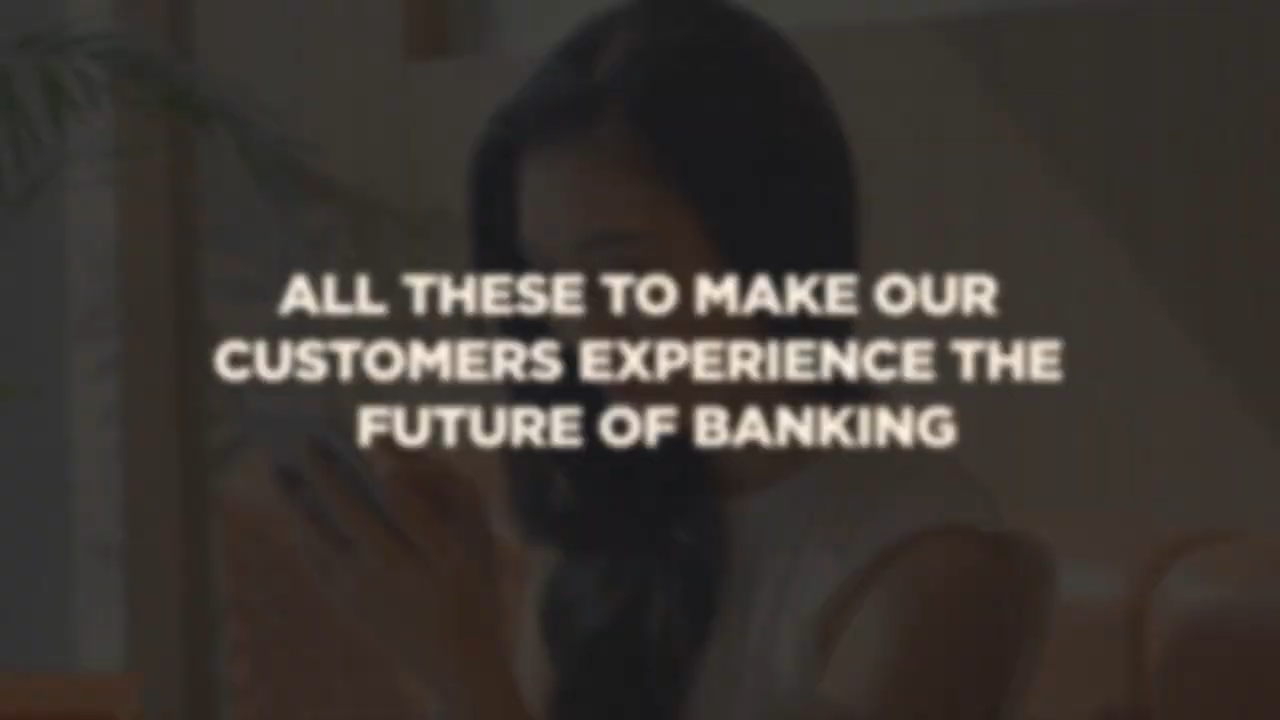 ALL THESE TO MAKE OUR
CUSTOMERS EXPERIENCE THE
FUTURE OF BANKING